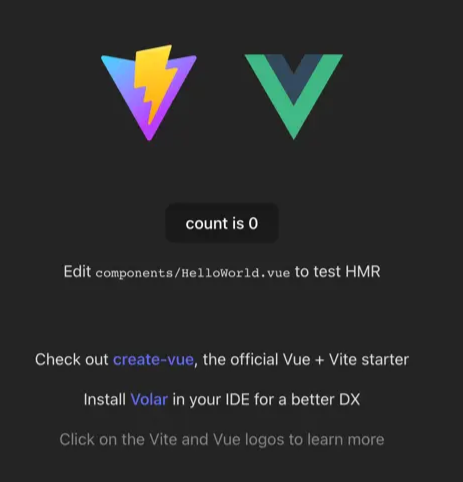 count is 0
Edit components/HelloWorld.vue to test HMR
Check out create-vue, the official Vue + Vite starter
Install Volar in your IDE for a better DX
Click on the Vite and Vue logos to learn more